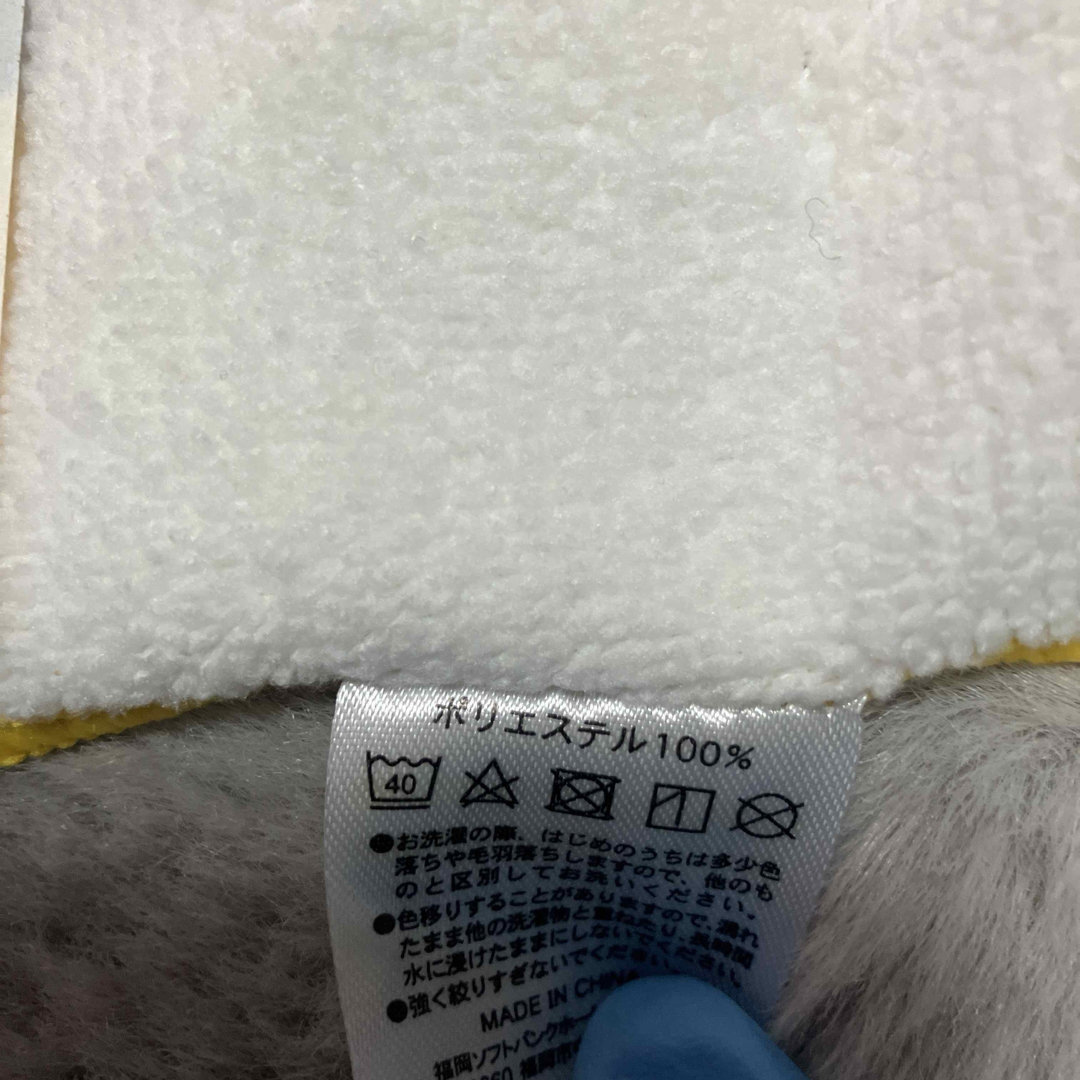 ポリエステル100%
40
●お洗濯の際、はじめのうちは多少色
落ちや毛羽落ちしますので、他のも
のと区別してお洗いください。
●色移りすることがありますので、濡れ
たまま他の洗濯物と重ねたり、長時間
水に浸けたままにしないでください。
●強く絞りすぎないでください。
MADE IN CHINA
福岡ソフトバンクホー
福岡市